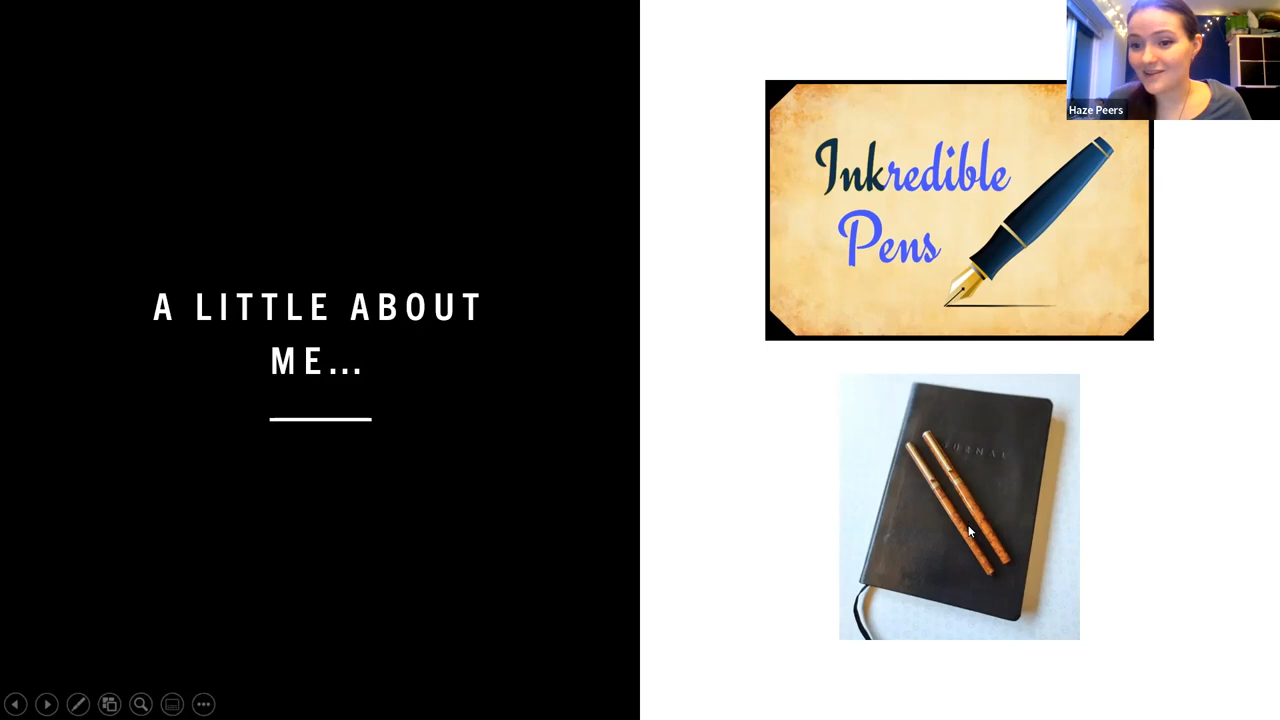 A LITTLE ABOUT
ME...
Inkredible
Pens
Haze Peers